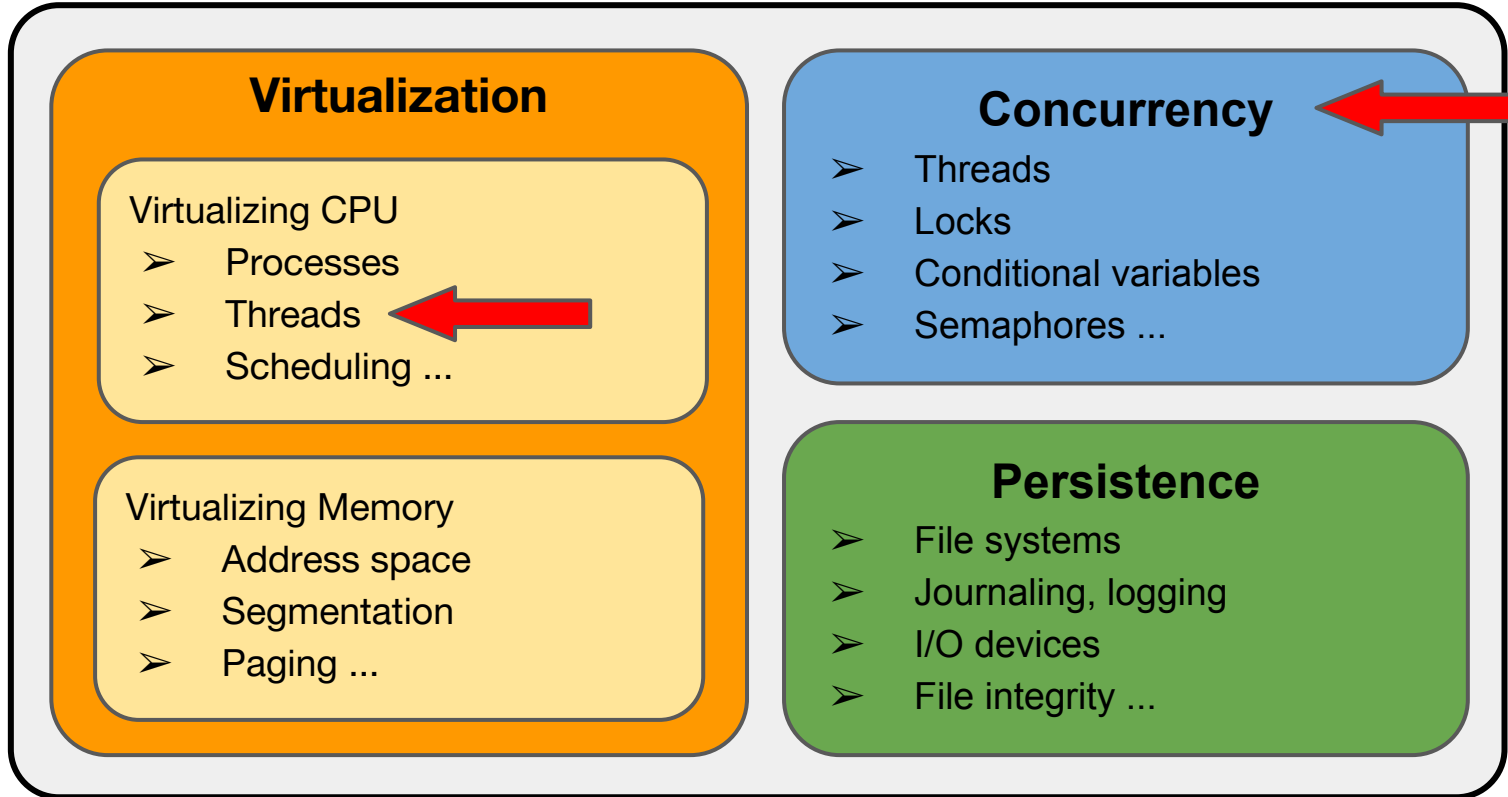 Virtualization
Virtualizing CPU
➢ Processes
➢ Threads
➢ Scheduling ...
Virtualizing Memory
➢ Address space
➢ Segmentation
➢ Paging ...
Concurrency
➢ Threads
➢ Locks
➢ Conditional variables
➢ Semaphores ...
Persistence
➢ File systems
➢ Journaling, logging
➢ I/O devices
➢ File integrity ...